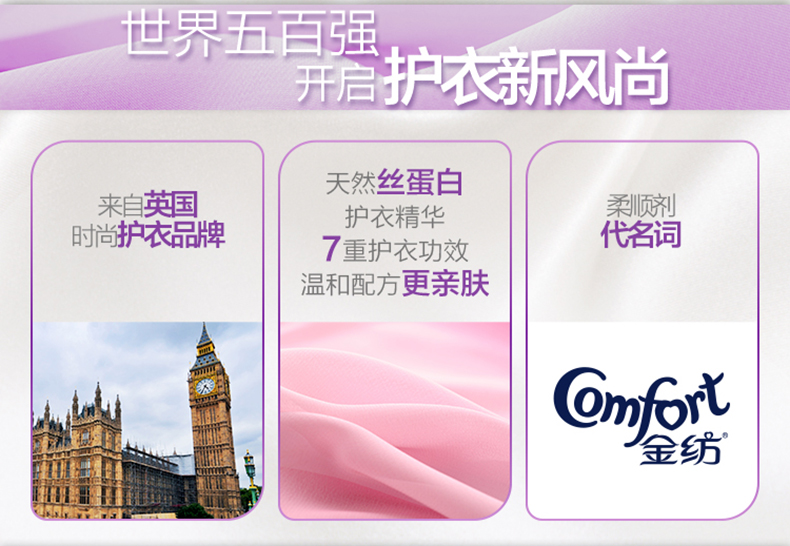 世界五百强
开启护衣新风尚
来自英国
时尚护衣品牌
天然丝蛋白
护衣精华
7重护衣功效
温和配方更亲肤
柔顺剂
代名词
Comfort
金纺®